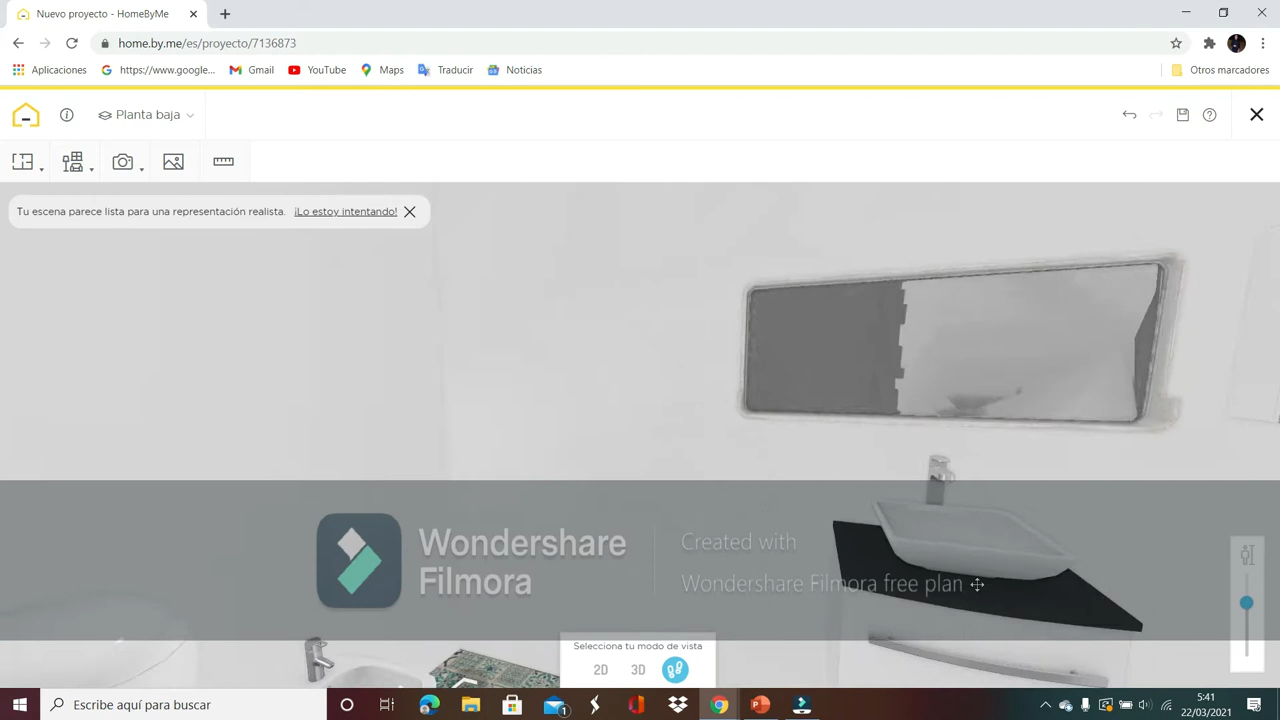 Nuevo proyecto - HomeByMe
home.by.me/es/proyecto/7136873
Aplicaciones
https://www.google...
Gmail
YouTube
Maps
Traducir
Noticias
Otros marcadores
Planta baja
Tu escena parece lista para una representación realista. ¡Lo estoy intentando!
Wondershare
Filmora
Created with
Wondershare Filmora free plan
Selecciona tu modo de vista
2D
3D
Escribe aquí para buscar
1
5:41
22/03/2021